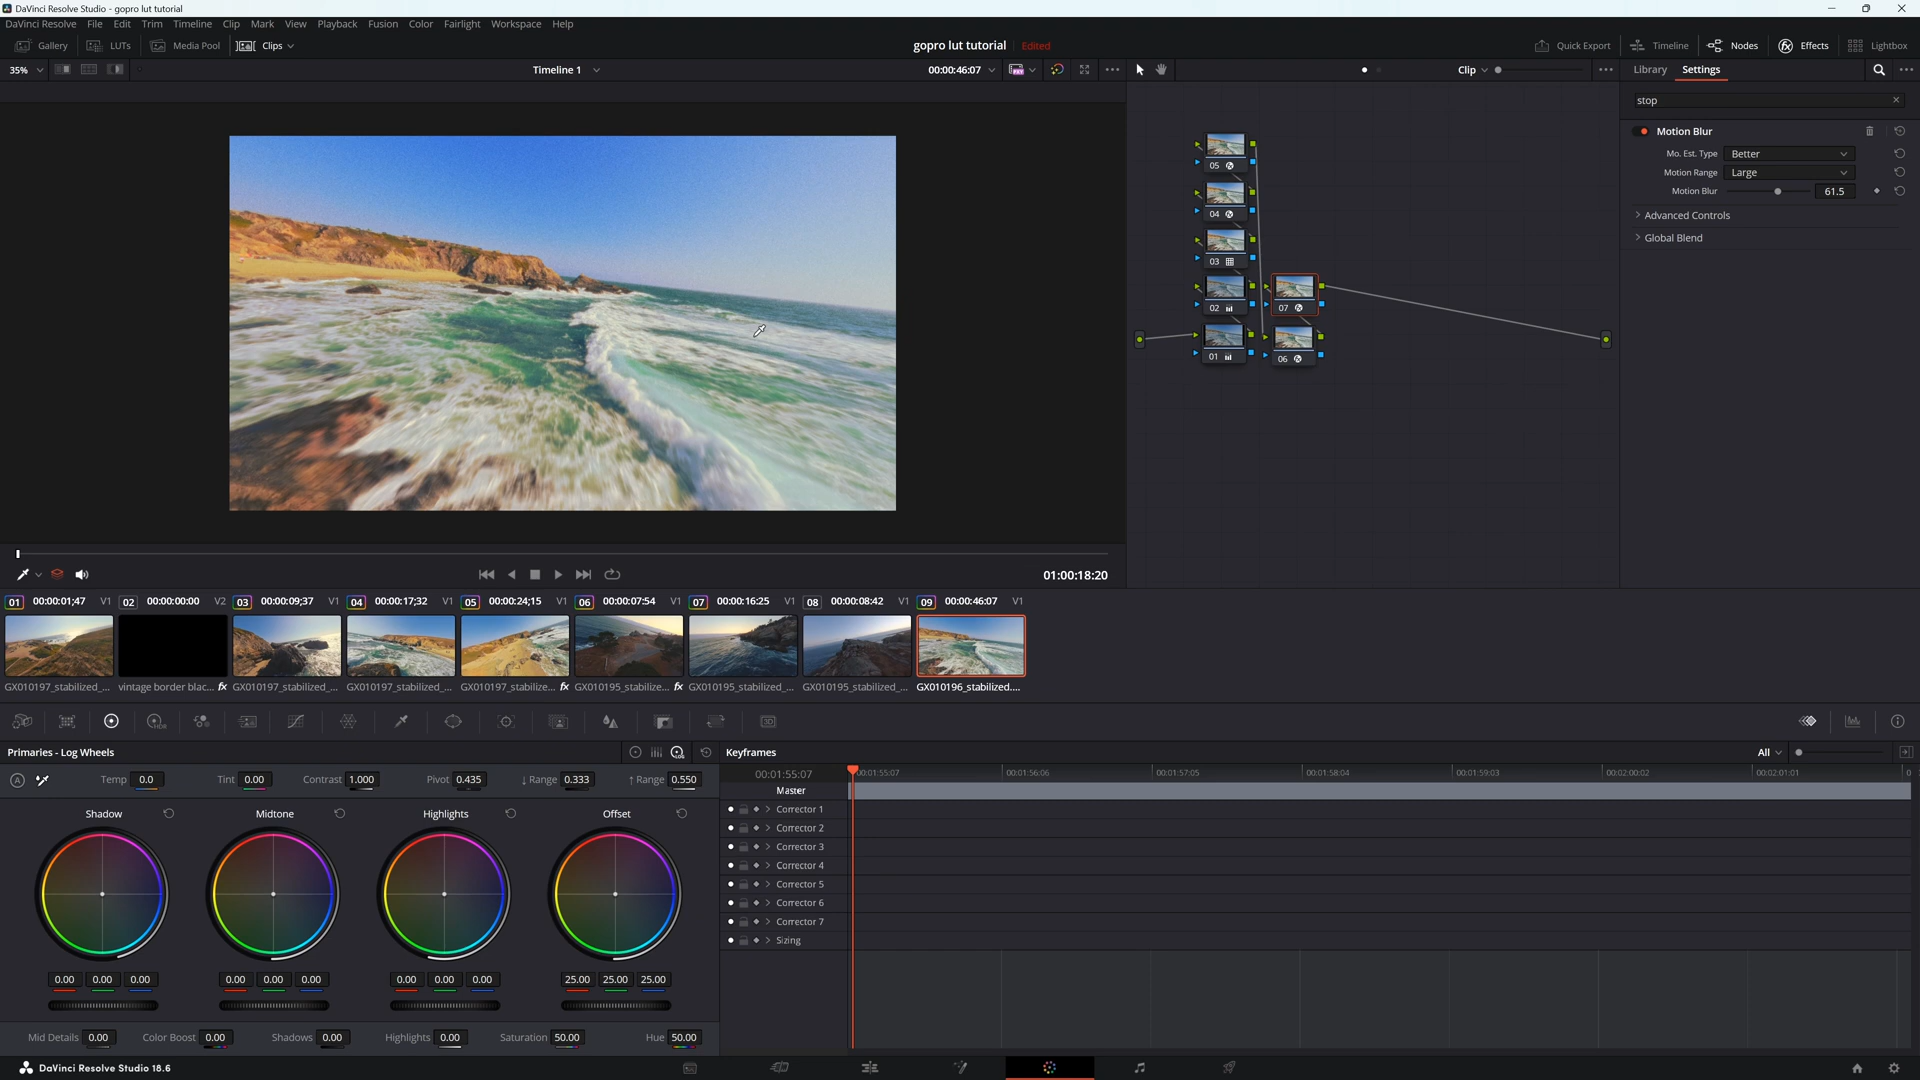 DaVinci Resolve Studio - gopro lut tutorial
DaVinci Resolve File Edit Trim Timeline Clip Mark View Playback Fusion Color Fairlight Workspace Help
Gallery LUTs Media Pool Clips gopro lut tutorial Edited Quick Export Timeline Nodes Effects Lightbox
35% Timeline 1 00:00:46:07 Clip Library Settings
stop
Motion Blur
Mo. Est. Type Better
Motion Range Large
Motion Blur 61.5
Advanced Controls
Global Blend
05
04
03
02 07
01 06
01:00:18:20
01 00:00:01;47 V1 02 00:00:00:00 V2 03 00:00:09;37 V1 04 00:00:17;32 V1 05 00:00:24;15 V1 06 00:00:07:54 V1 07 00:00:16:25 V1 08 00:00:08:42 V1 09 00:00:46:07 V1
GX010197_stabilized_... vintage border blac... fx GX010197_stabilized_... GX010197_stabilized_... GX010197_stabilize... fx GX010195_stabilize... fx GX010195_stabilized_... GX010195_stabilized_... GX010196_stabilized....
Primaries - Log Wheels Keyframes All
A Temp 0.0 Tint 0.00 Contrast 1.000 Pivot 0.435 ↓ Range 0.333 ↑ Range 0.550
00:01:55:07 00:01:55:07 00:01:56:06 00:01:57:05 00:01:58:04 00:01:59:03 00:02:00:02 00:02:01:01 0
Master
Shadow Midtone Highlights Offset
Corrector 1
Corrector 2
Corrector 3
Corrector 4
Corrector 5
Corrector 6
Corrector 7
Sizing
0.00 0.00 0.00 0.00 0.00 0.00 0.00 0.00 0.00 25.00 25.00 25.00
Mid Details 0.00 Color Boost 0.00 Shadows 0.00 Highlights 0.00 Saturation 50.00 Hue 50.00
DaVinci Resolve Studio 18.6